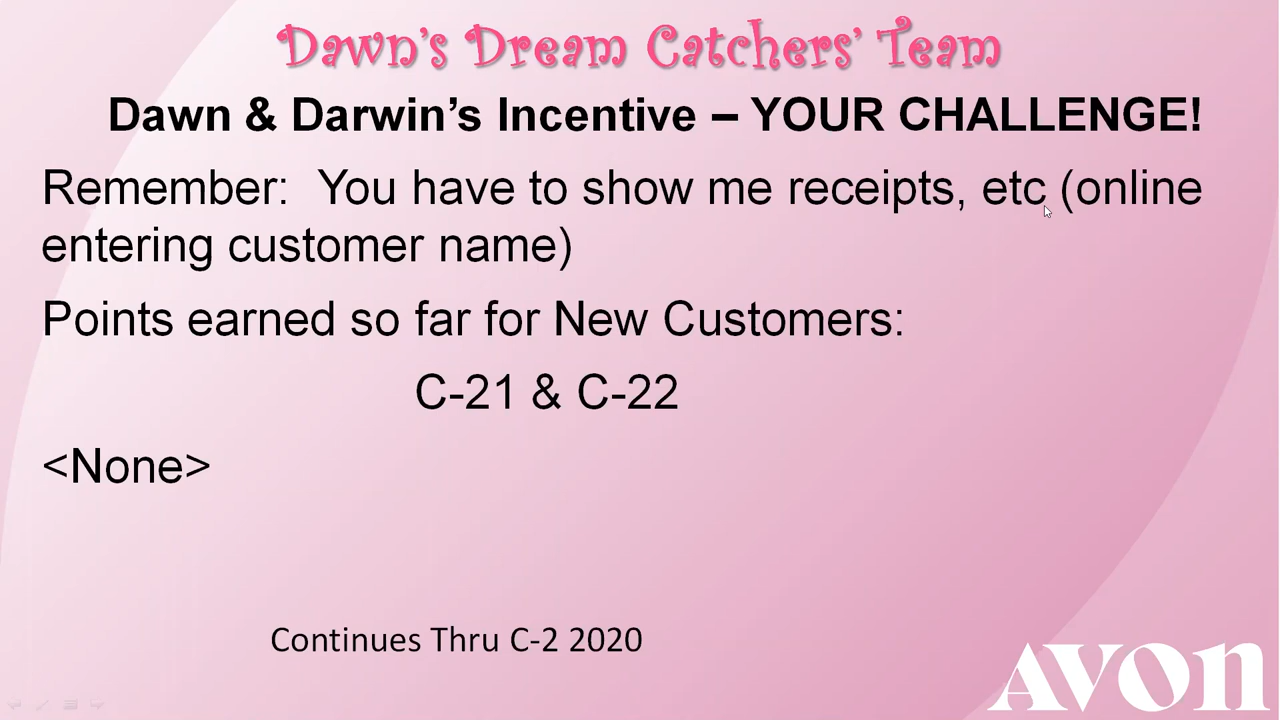 Dawn's Dream Catchers' Team
Dawn & Darwin's Incentive – YOUR CHALLENGE!
Remember:  You have to show me receipts, etc (online
entering customer name)
Points earned so far for New Customers:
C-21 & C-22
<None>
Continues Thru C-2 2020
AVON